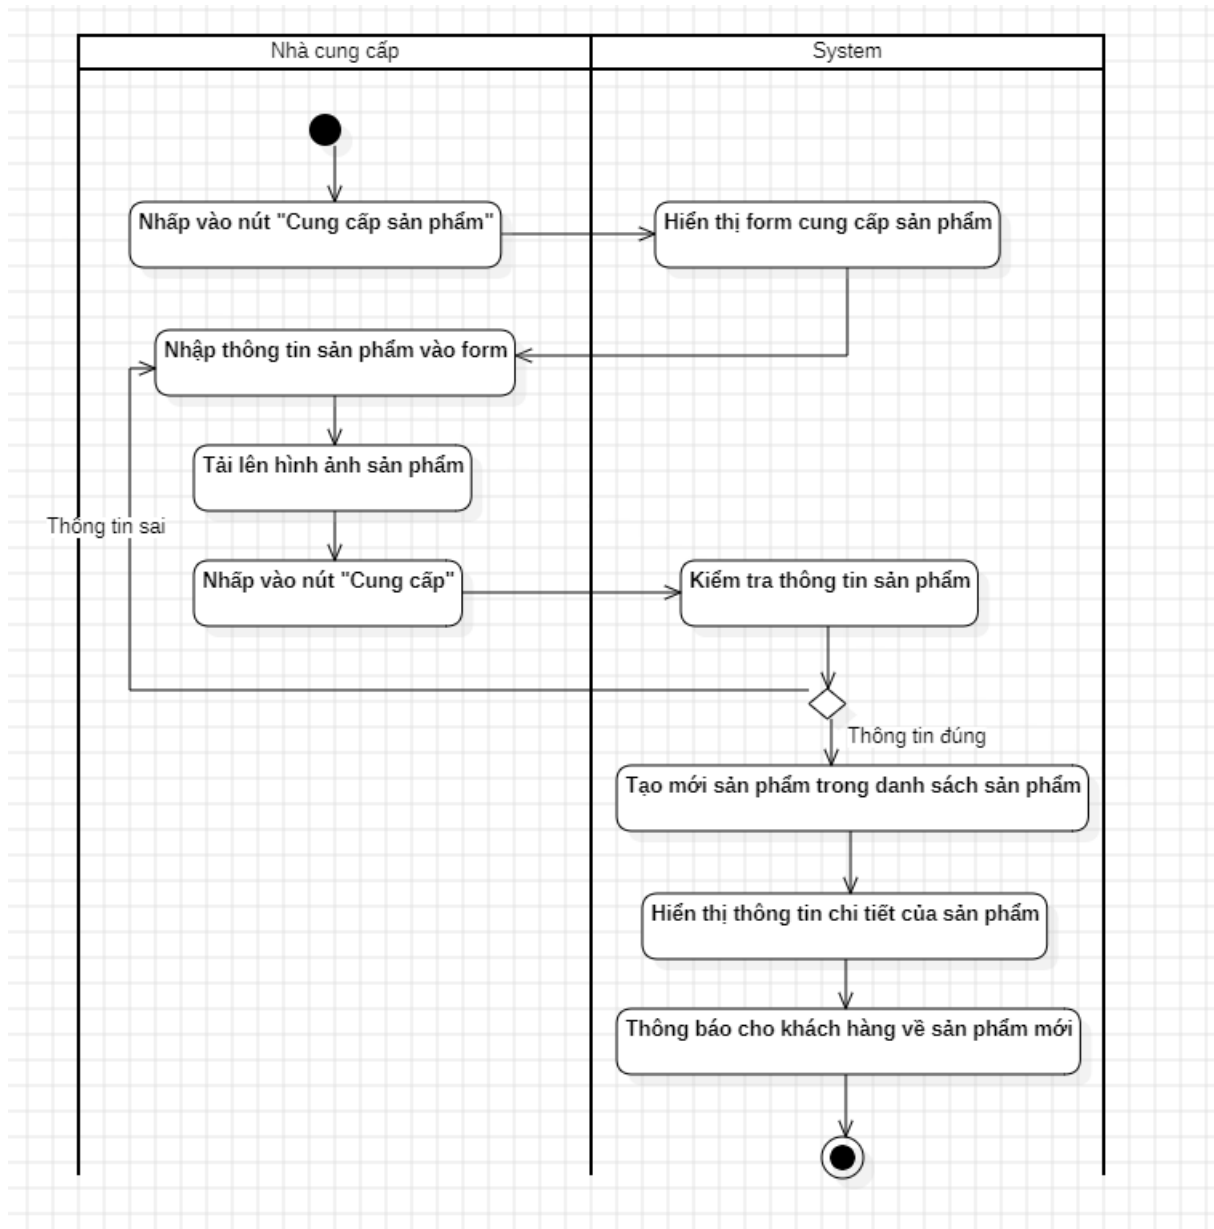 Nhà cung cấp
System
Nhấp vào nút "Cung cấp sản phẩm"
Hiển thị form cung cấp sản phẩm
Nhập thông tin sản phẩm vào form
Tải lên hình ảnh sản phẩm
Thông tin sai
Nhấp vào nút "Cung cấp"
Kiểm tra thông tin sản phẩm
Thông tin đúng
Tạo mới sản phẩm trong danh sách sản phẩm
Hiển thị thông tin chi tiết của sản phẩm
Thông báo cho khách hàng về sản phẩm mới